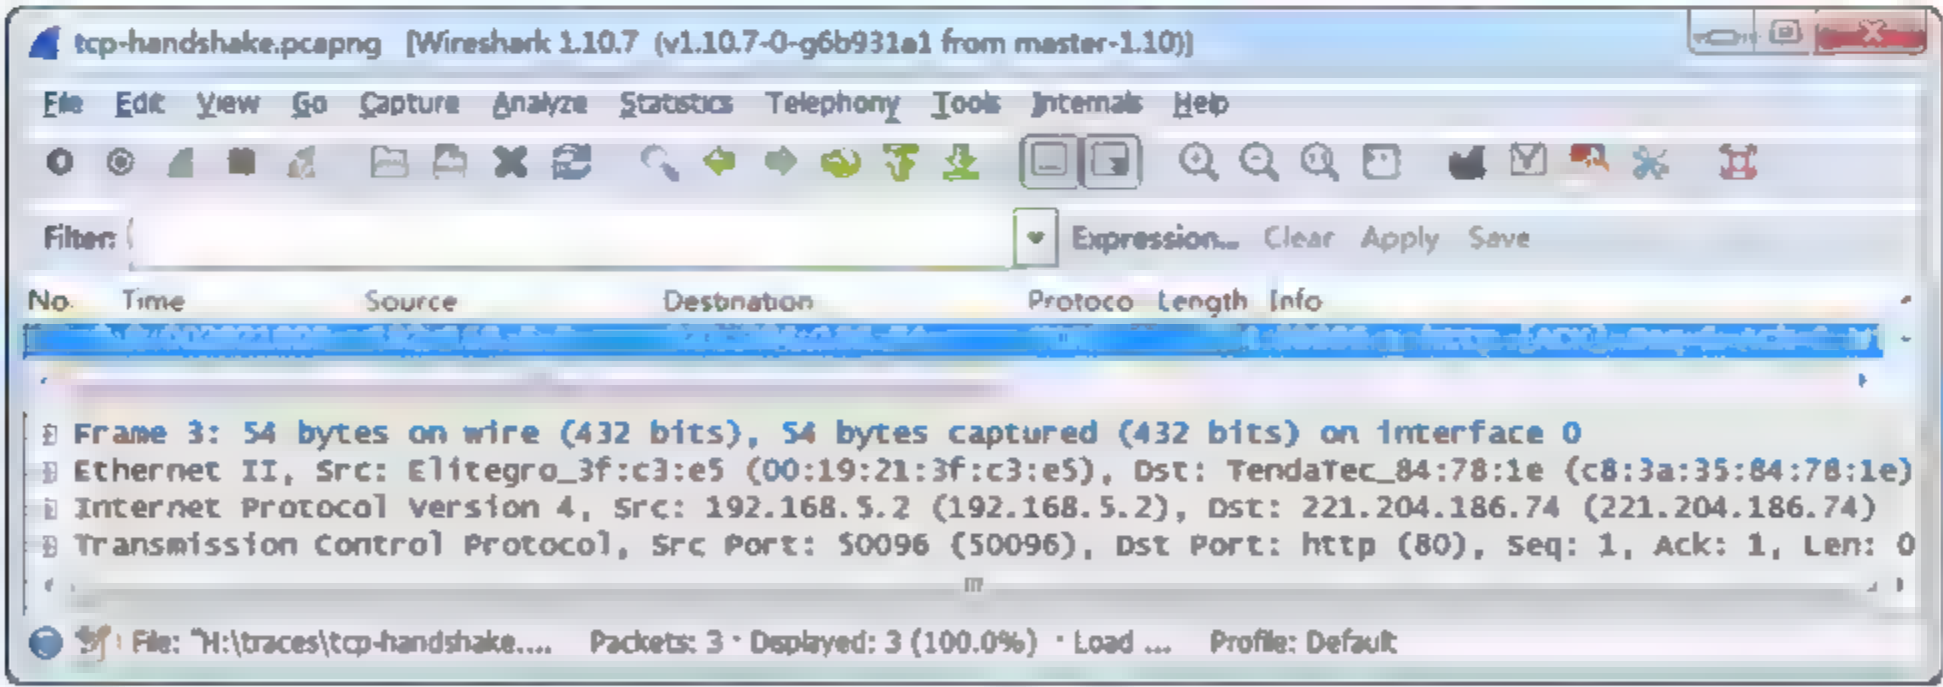 tcp-handshake.pcapng [Wireshark 1.10.7 (v1.10.7-0-g6b931a1 from master-1.10)]
File Edit View Go Capture Analyze Statistics Telephony Tools Internals Help
Filter: Expression... Clear Apply Save
No. Time Source Destination Protoco Length Info
Frame 3: 54 bytes on wire (432 bits), 54 bytes captured (432 bits) on interface 0
Ethernet II, Src: Elitegro_3f:c3:e5 (00:19:21:3f:c3:e5), Dst: TendaTec_84:78:1e (c8:3a:35:84:78:1e)
Internet Protocol Version 4, Src: 192.168.5.2 (192.168.5.2), Dst: 221.204.186.74 (221.204.186.74)
Transmission Control Protocol, Src Port: 50096 (50096), Dst Port: http (80), Seq: 1, Ack: 1, Len: 0
File: "H:\traces\tcp-handshake.... Packets: 3 · Displayed: 3 (100.0%) · Load ... Profile: Default